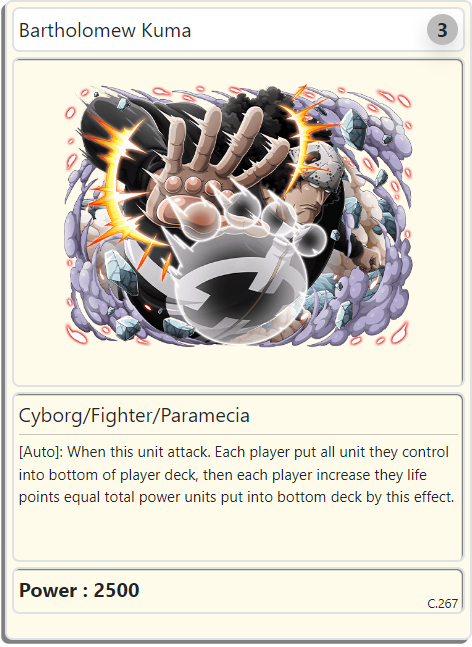 Bartholomew Kuma
3
Cyborg/Fighter/Paramecia
[Auto]: When this unit attack. Each player put all unit they control
into bottom of player deck, then each player increase they life
points equal total power units put into bottom deck by this effect.
Power : 2500
C.267